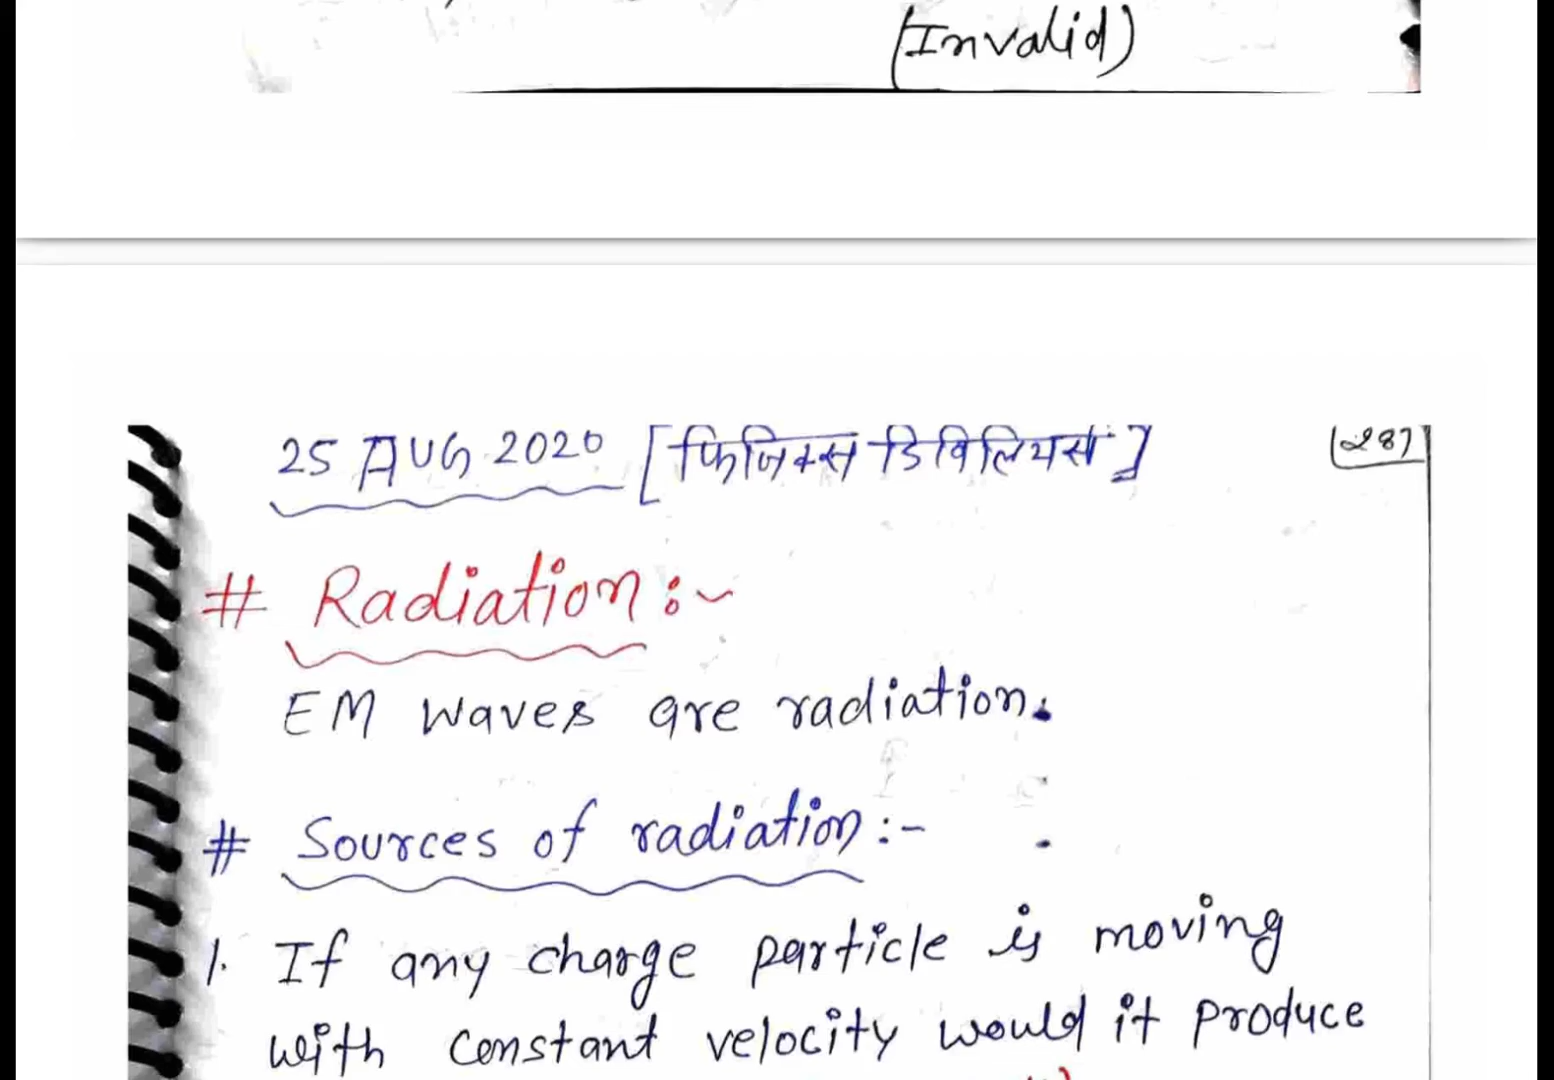 (Invalid)
25 AUG 2020 [फिजिक्स डिबिलियर्स] 287
# Radiation :-
EM waves are radiation.
# Sources of radiation :-
1. If any charge particle is moving
with constant velocity would it produce